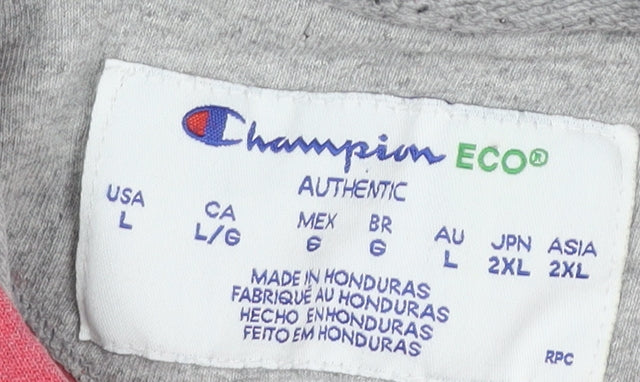 Champion ECO®
AUTHENTIC
USA CA MEX BR AU JPN ASIA
L L/G G G L 2XL 2XL
MADE IN HONDURAS
FABRIQUÉ AU HONDURAS
HECHO EN HONDURAS
FEITO EM HONDURAS
RPC